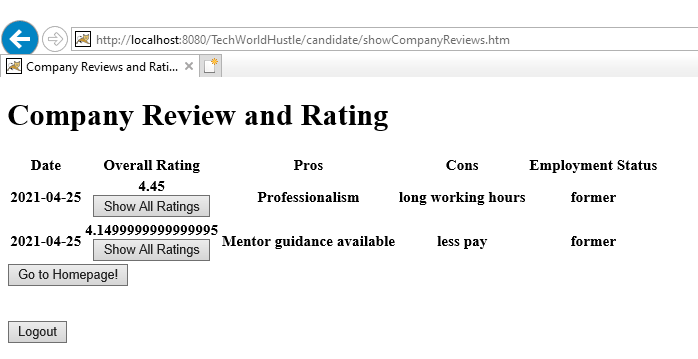 http://localhost:8080/TechWorldHustle/candidate/showCompanyReviews.htm
Company Reviews and Rati...
Company Review and Rating
Date Overall Rating Pros Cons Employment Status
2021-04-25 4.45 Professionalism long working hours former
Show All Ratings
2021-04-25 4.1499999999999995 Mentor guidance available less pay former
Show All Ratings
Go to Homepage!
Logout